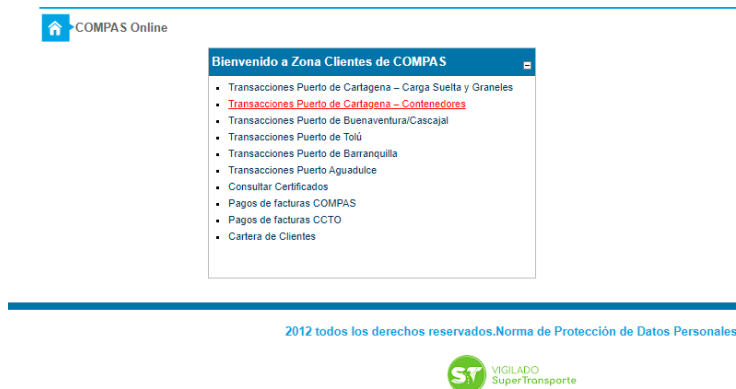 COMPAS Online
Bienvenido a Zona Clientes de COMPAS
Transacciones Puerto de Cartagena – Carga Suelta y Graneles
Transacciones Puerto de Cartagena – Contenedores
Transacciones Puerto de Buenaventura/Cascajal
Transacciones Puerto de Tolú
Transacciones Puerto de Barranquilla
Transacciones Puerto Aguadulce
Consultar Certificados
Pagos de facturas COMPAS
Pagos de facturas CCTO
Cartera de Clientes
2012 todos los derechos reservados.Norma de Protección de Datos Personales
ST
VIGILADO
SuperTransporte